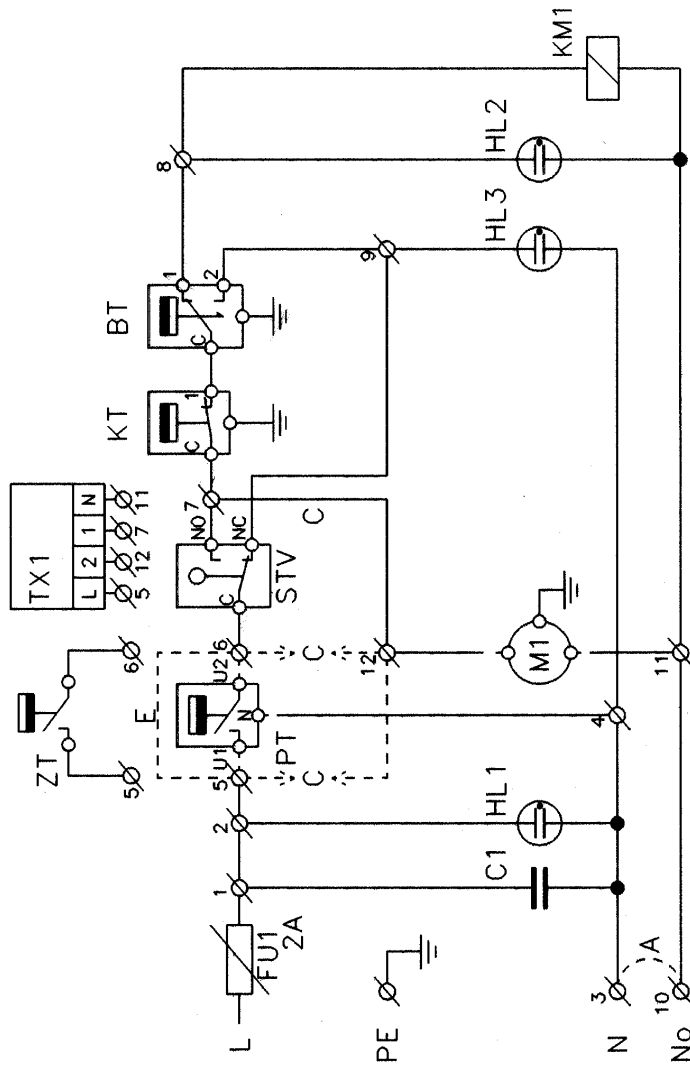 ZT
TX1
L 2 1 N
5 6
5 12 7 11
E
KT
BT
8
C 1
C 1
2
NO 7
1 2 5 U1 U2 6 C
N
NC
L
FU1
2A
PT
STV
C C
C
12
9
PE
C1
HL1
HL3
HL2
M1
KM1
4
N 3
A
11
No 10